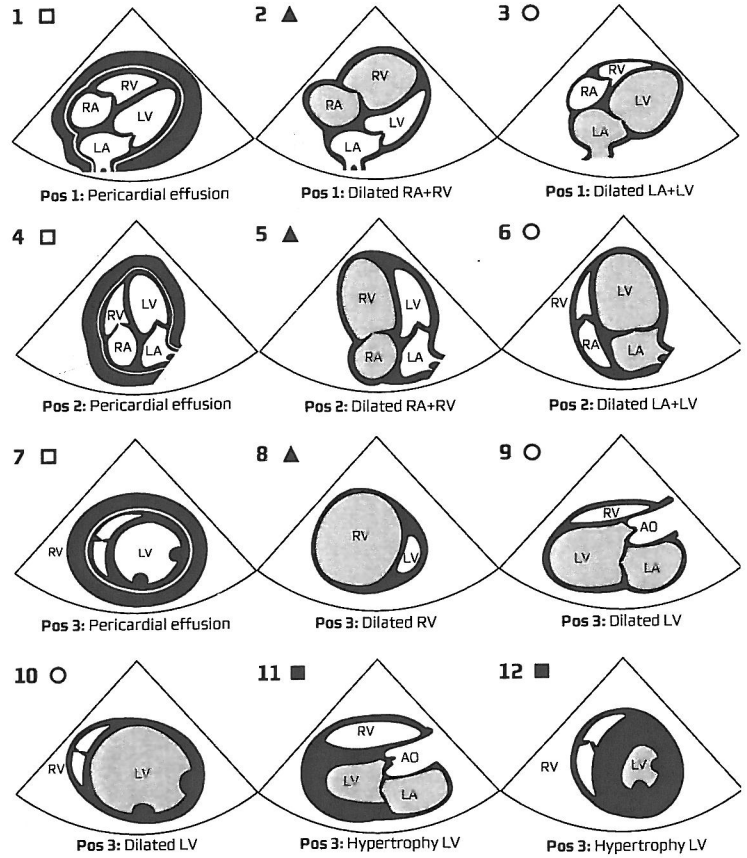 1 □ 2 ▲ 3 ○
RV RA LV LA
RV RA LV LA
RV RA LV LA
Pos 1: Pericardial effusion
Pos 1: Dilated RA+RV
Pos 1: Dilated LA+LV
4 □ 5 ▲ 6 ○
RV LV RA LA
RV LV RA LA
RV LV RA LA
Pos 2: Pericardial effusion
Pos 2: Dilated RA+RV
Pos 2: Dilated LA+LV
7 □ 8 ▲ 9 ○
RV LV
RV LV
RV AO LV LA
Pos 3: Pericardial effusion
Pos 3: Dilated RV
Pos 3: Dilated LV
10 ○ 11 ■ 12 ■
RV LV
RV AO LV LA
RV LV
Pos 3: Dilated LV
Pos 3: Hypertrophy LV
Pos 3: Hypertrophy LV